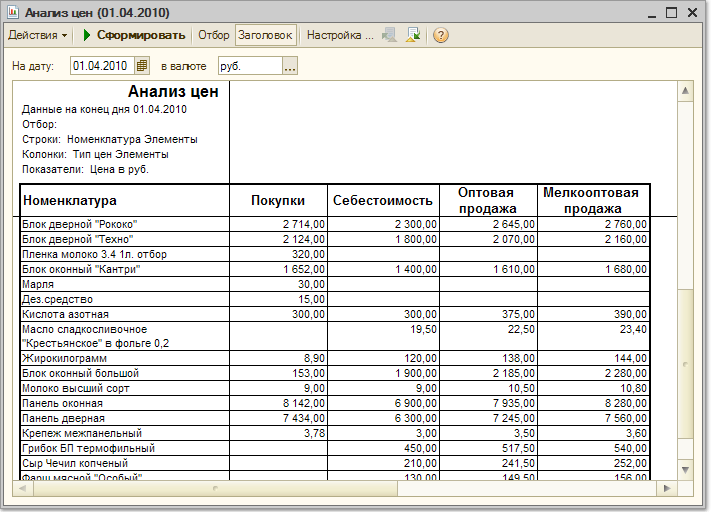 Анализ цен (01.04.2010)
Действия Сформировать Отбор Заголовок Настройка ... ?
На дату: 01.04.2010 в валюте руб. ...
Анализ цен
Данные на конец дня 01.04.2010
Отбор:
Строки: Номенклатура Элементы
Колонки: Тип цен Элементы
Показатели: Цена в руб.
Номенклатура Покупки Себестоимость Оптовая продажа Мелкооптовая продажа
Блок дверной "Рококо" 2 714,00 2 300,00 2 645,00 2 760,00
Блок дверной "Техно" 2 124,00 1 800,00 2 070,00 2 160,00
Пленка молоко 3.4 1л. отбор 320,00
Блок оконный "Кантри" 1 652,00 1 400,00 1 610,00 1 680,00
Марля 30,00
Дез.средство 15,00
Кислота азотная 300,00 300,00 375,00 390,00
Масло сладкосливочное 19,50 22,50 23,40
"Крестьянское" в фольге 0,2
Жирокилограмм 8,90 120,00 138,00 144,00
Блок оконный большой 153,00 1 900,00 2 185,00 2 280,00
Молоко высший сорт 9,00 9,00 10,50 10,80
Панель оконная 8 142,00 6 900,00 7 935,00 8 280,00
Панель дверная 7 434,00 6 300,00 7 245,00 7 560,00
Крепеж межпанельный 3,78 3,00 3,50 3,60
Грибок БП термофильный 450,00 517,50 540,00
Сыр Чечил копченый 210,00 241,50 252,00
Фарш мясной "Особый" 130,00 149,50 156,00